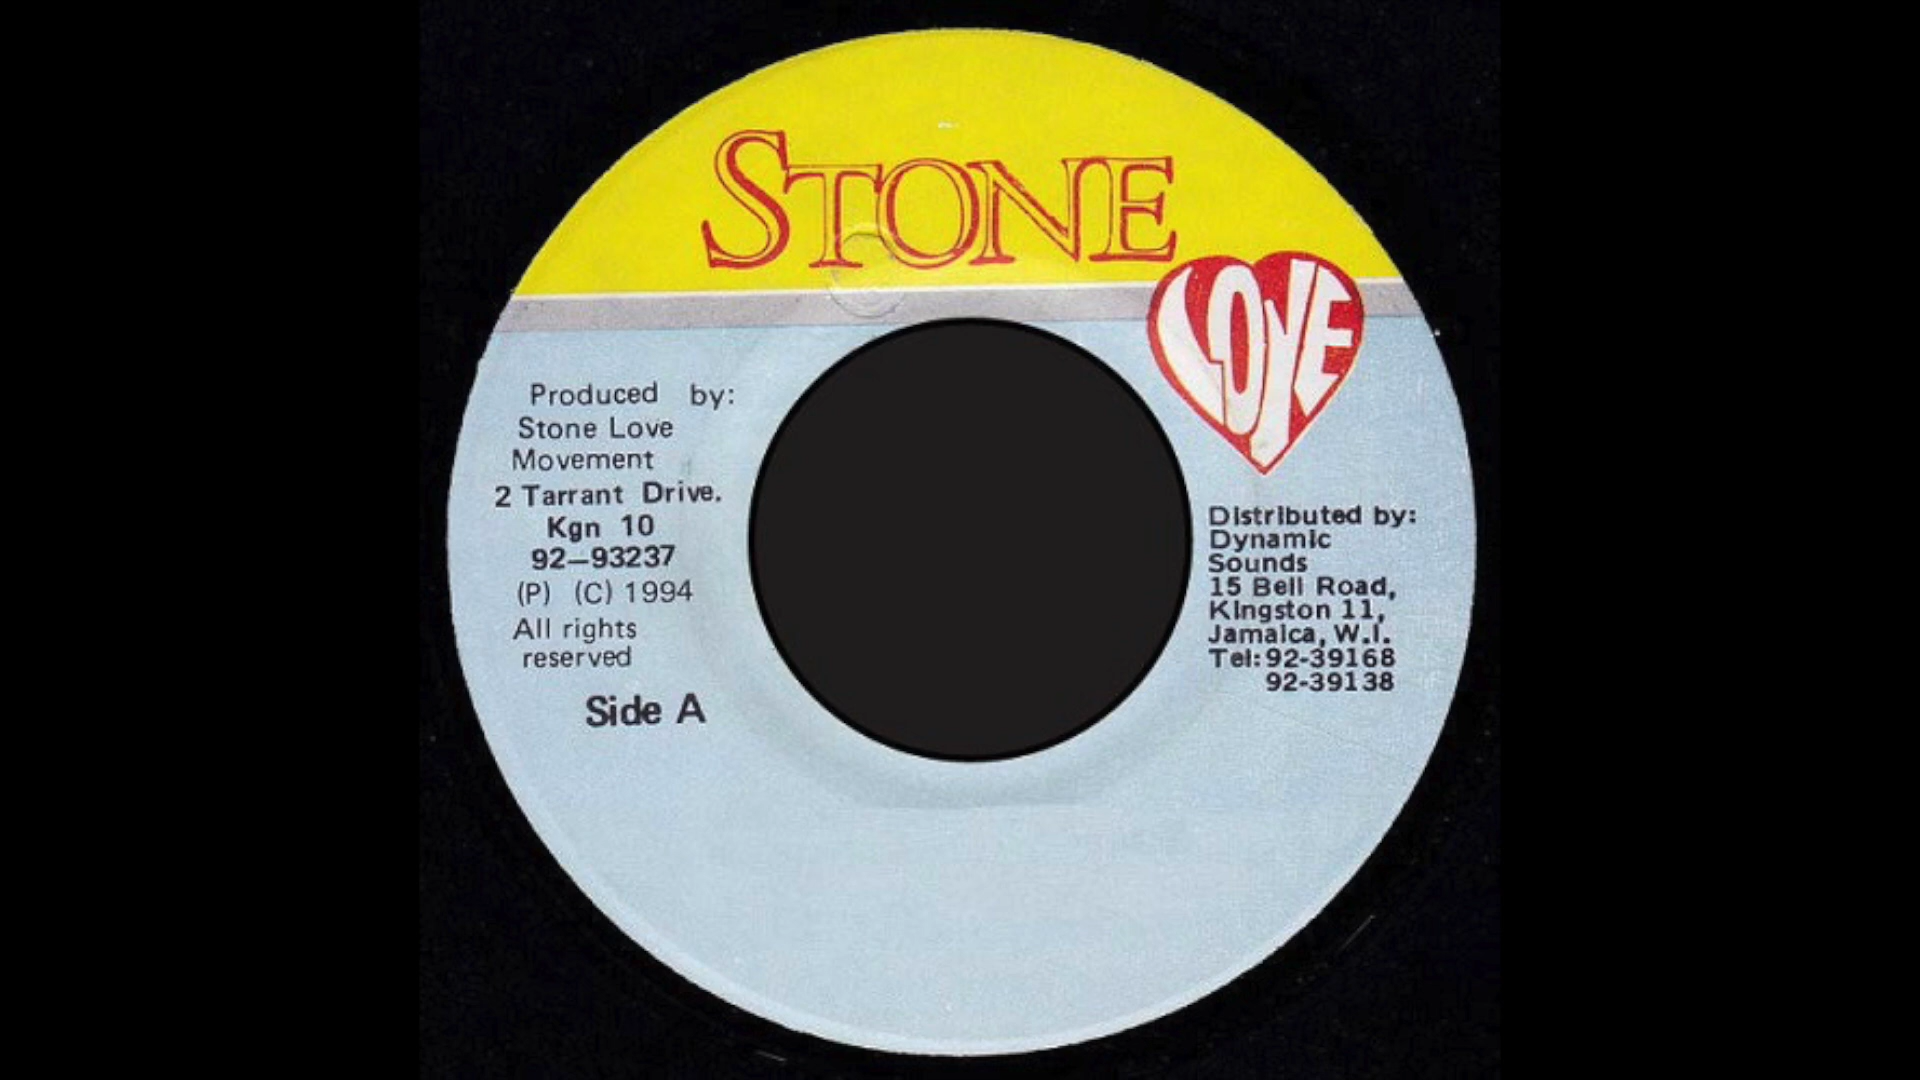 STONE
LOVE
Produced by:
Stone Love
Movement
2 Tarrant Drive.
Kgn 10
92-93237
(P) (C) 1994
All rights
reserved
Side A
Distributed by:
Dynamic
Sounds
15 Bell Road,
Kingston 11,
Jamaica, W.I.
Tel: 92-39168
92-39138